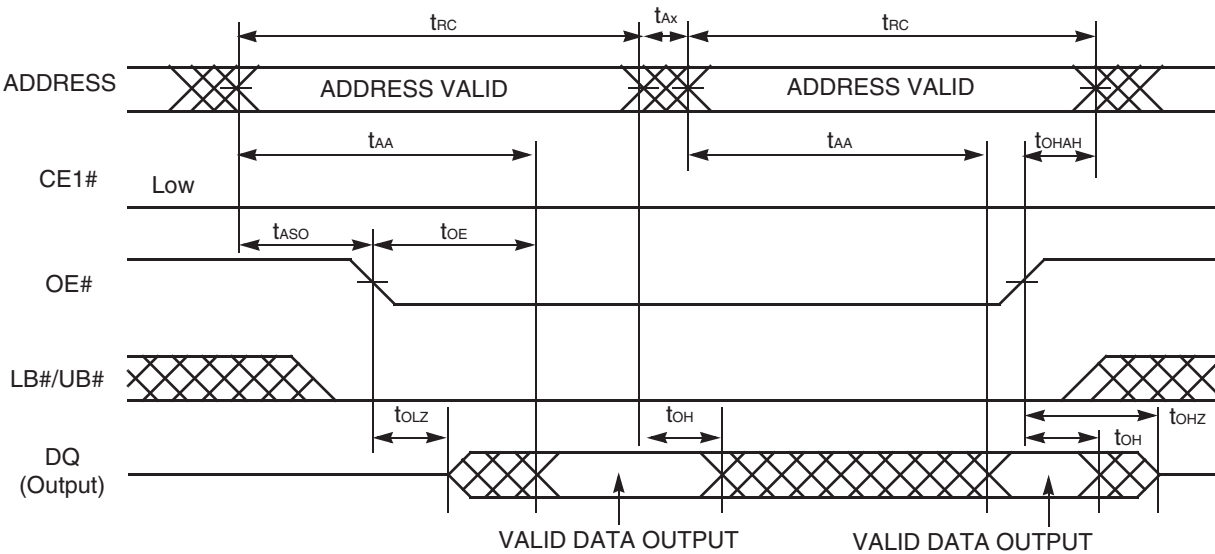 tRC tAx tRC
ADDRESS ADDRESS VALID ADDRESS VALID
tAA tAA tOHAH
CE1# Low
tASO tOE
OE#
LB#/UB#
tOLZ tOH tOHZ
tOH
DQ
(Output)
VALID DATA OUTPUT VALID DATA OUTPUT